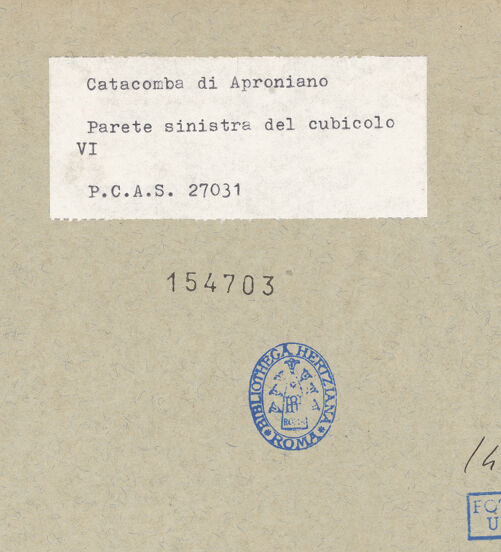 Catacomba di Aproniano
Parete sinistra del cubicolo
VI
P.C.A.S. 27031
154703
BIBLIOTHECA HERTZIANA
ROMA